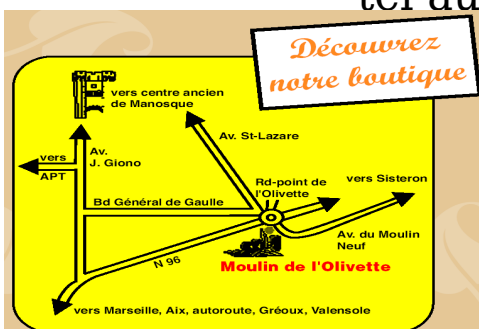 Découvrez
notre boutique
vers centre ancien
de Manosque
Av. St-Lazare
Av.
J. Giono
vers
APT
Rd-point de
l'Olivette
vers Sisteron
Bd Général de Gaulle
Av. du Moulin
Neuf
N 96
Moulin de l'Olivette
vers Marseille, Aix, autoroute, Gréoux, Valensole